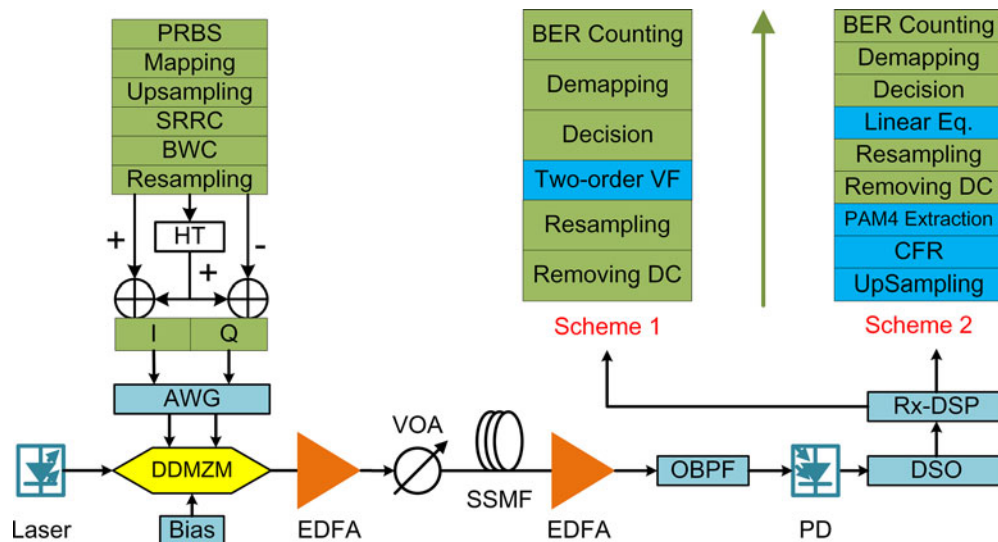 PRBS
Mapping
Upsampling
SRRC
BWC
Resampling
HT
+
+
-
I
Q
AWG
DDMZM
Bias
Laser
EDFA
VOA
SSMF
EDFA
OBPF
PD
DSO
Rx-DSP
BER Counting
Demapping
Decision
Two-order VF
Resampling
Removing DC
Scheme 1
BER Counting
Demapping
Decision
Linear Eq.
Resampling
Removing DC
PAM4 Extraction
CFR
UpSampling
Scheme 2